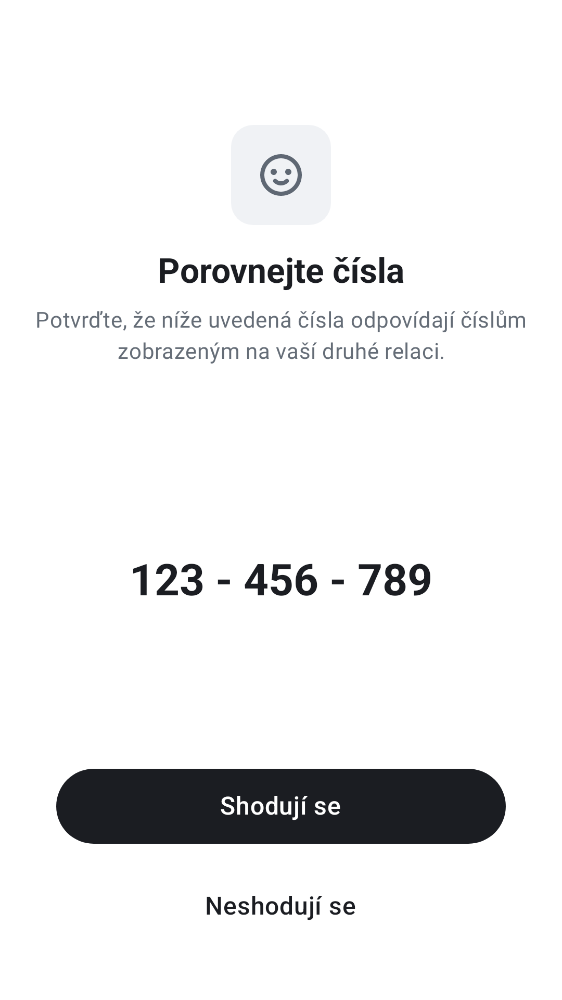 Porovnejte čísla
Potvrďte, že níže uvedená čísla odpovídají číslům
zobrazeným na vaší druhé relaci.
123 - 456 - 789
Shodují se
Neshodují se